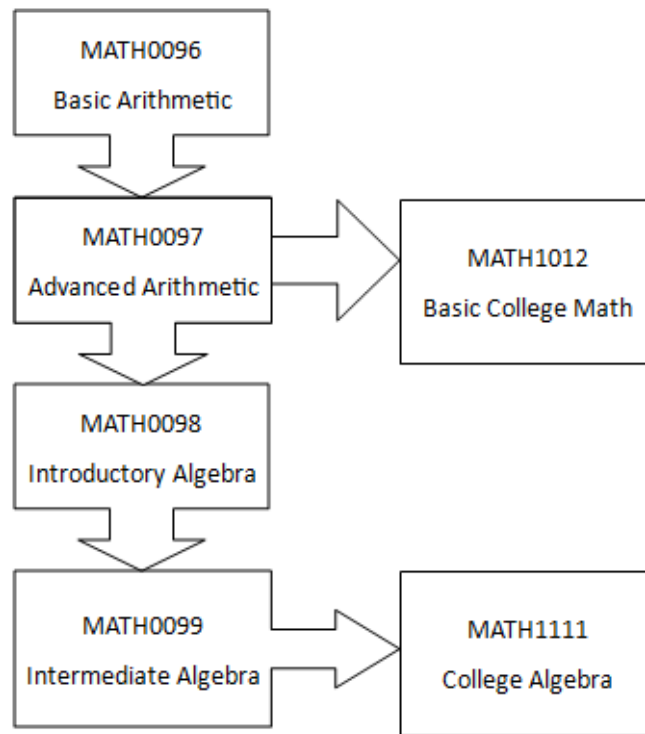 MATH0096
Basic Arithmetic
MATH0097
Advanced Arithmetic
MATH1012
Basic College Math
MATH0098
Introductory Algebra
MATH0099
Intermediate Algebra
MATH1111
College Algebra